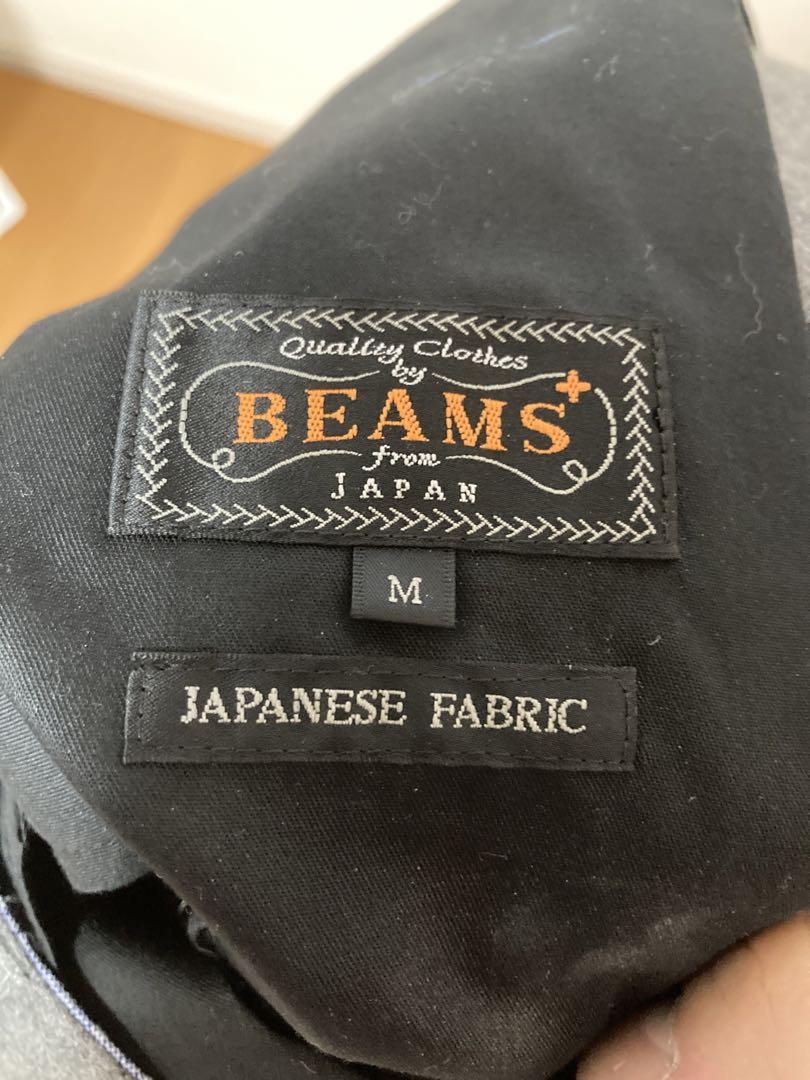 Quality Clothes
by
BEAMS+
from
JAPAN
M
JAPANESE FABRIC